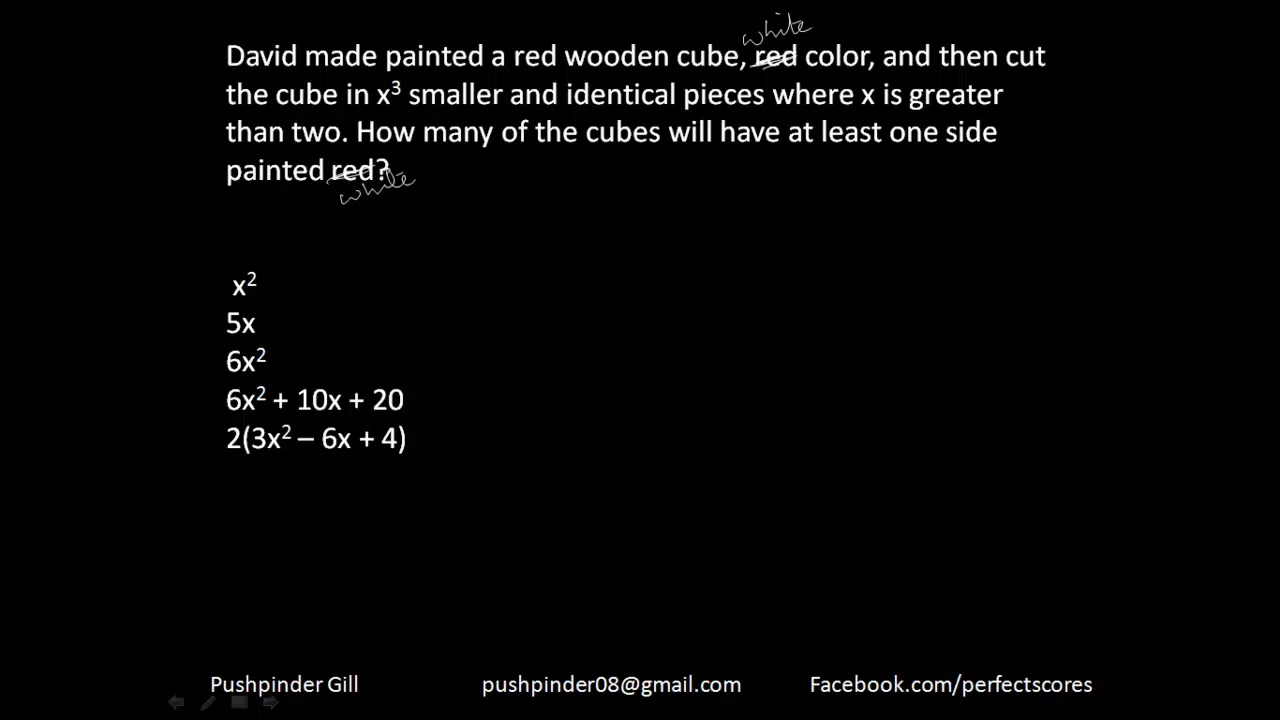 white
David made painted a red wooden cube, red color, and then cut
the cube in x³ smaller and identical pieces where x is greater
than two. How many of the cubes will have at least one side
painted red?
white
x²
5x
6x²
6x² + 10x + 20
2(3x² – 6x + 4)
Pushpinder Gill pushpinder08@gmail.com Facebook.com/perfectscores